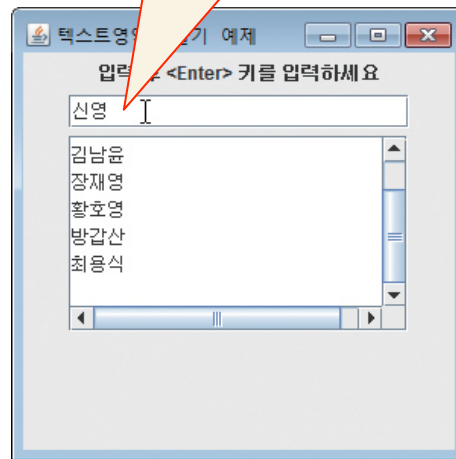 텍스트영 기 예제
입력 <Enter> 키를 입력하세요
신영
김남윤
장재영
황호영
방갑산
최용식